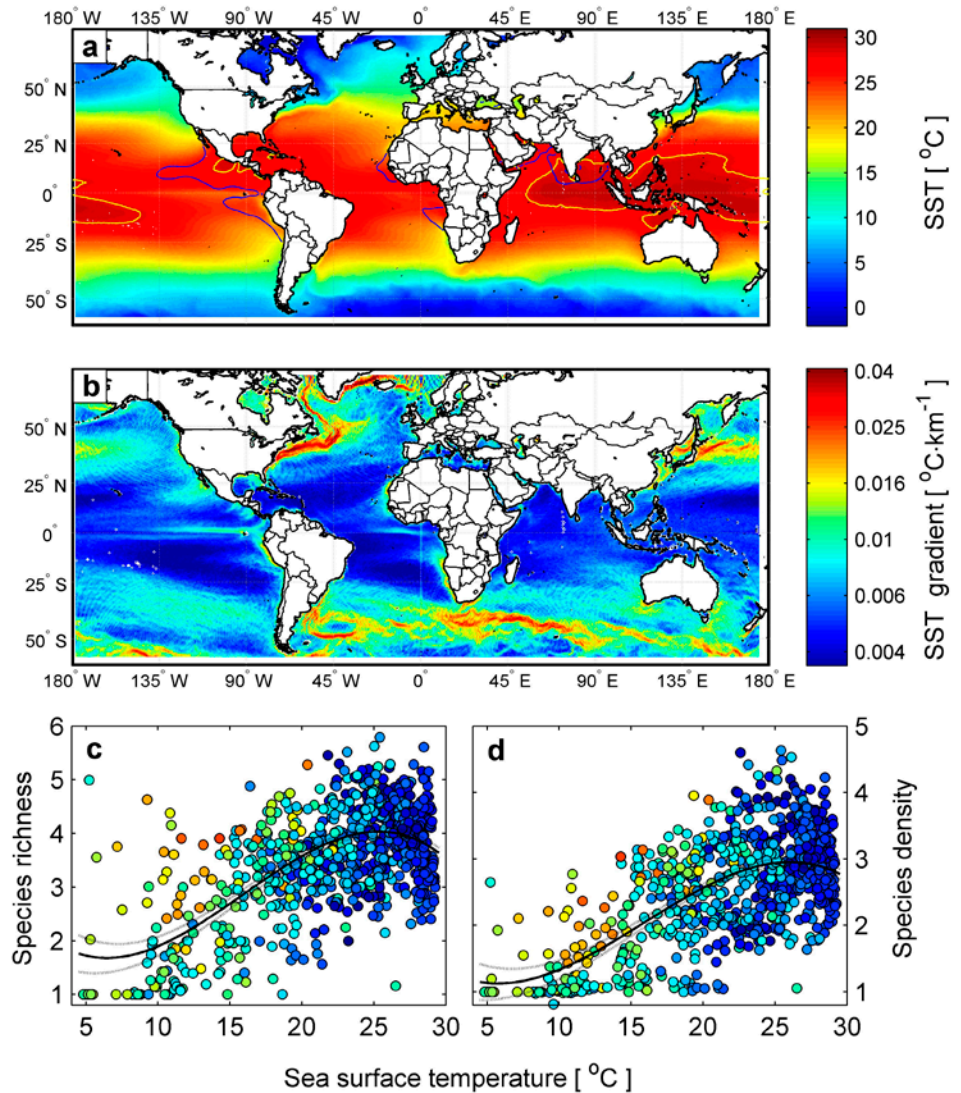 180° W 135° W 90° W 45° W 0° 45° E 90° E 135° E 180° E
a
50° N
25° N
0°
25° S
50° S
30
25
20
15
10
5
0
SST [ °C ]
b
50° N
25° N
0°
25° S
50° S
0.04
0.025
0.016
0.01
0.006
0.004
SST gradient [ °C·km-1 ]
180° W 135° W 90° W 45° W 0° 45° E 90° E 135° E 180° E
c
6
5
4
3
2
1
Species richness
5 10 15 20 25 30
d
5
4
3
2
1
Species density
5 10 15 20 25 30
Sea surface temperature [ °C ]